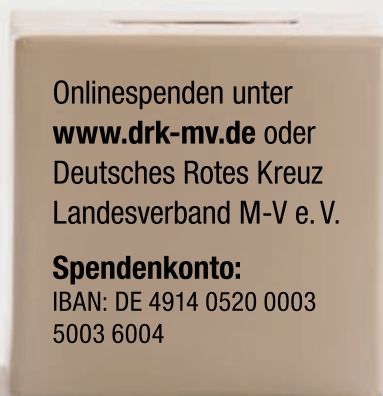 Onlinespenden unter
www.drk-mv.de oder
Deutsches Rotes Kreuz
Landesverband M-V e. V.
Spendenkonto:
IBAN: DE 4914 0520 0003
5003 6004